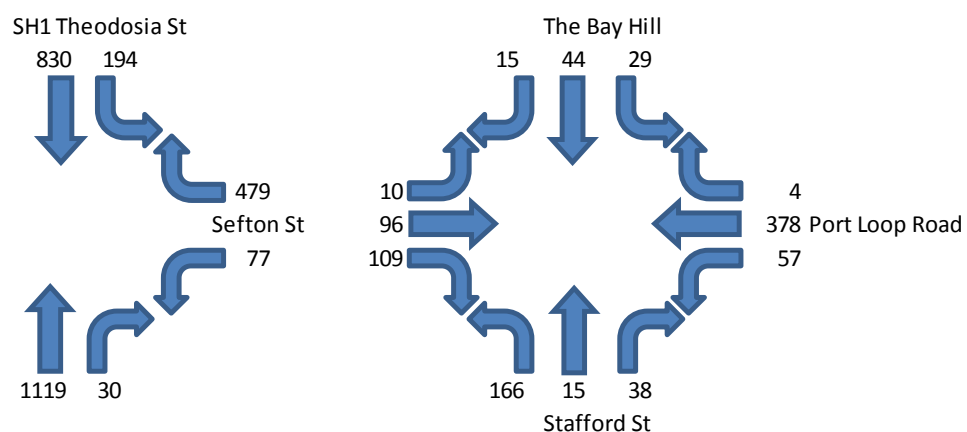 SH1 Theodosia St
830 194
479
Sefton St
77
1119 30
The Bay Hill
15 44 29
10
96
109
4
378 Port Loop Road
57
166 15 38
Stafford St